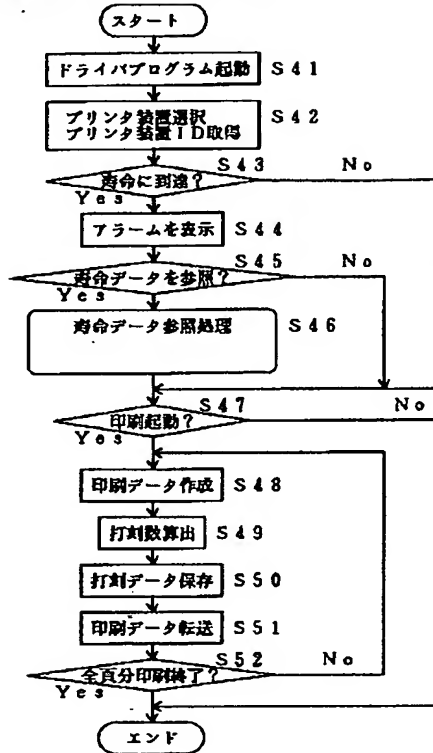 スタート
ドライバプログラム起動 S41
プリンタ装置選択 S42
プリンタ装置ID取得
S43 No
寿命に到達?
Yes
アラームを表示 S44
S45 No
寿命データを参照?
Yes
寿命データ参照処理 S46
S47 No
印刷起動?
Yes
印刷データ作成 S48
打刻数算出 S49
打刻データ保存 S50
印刷データ転送 S51
S52 No
全頁分印刷終了?
Yes
エンド